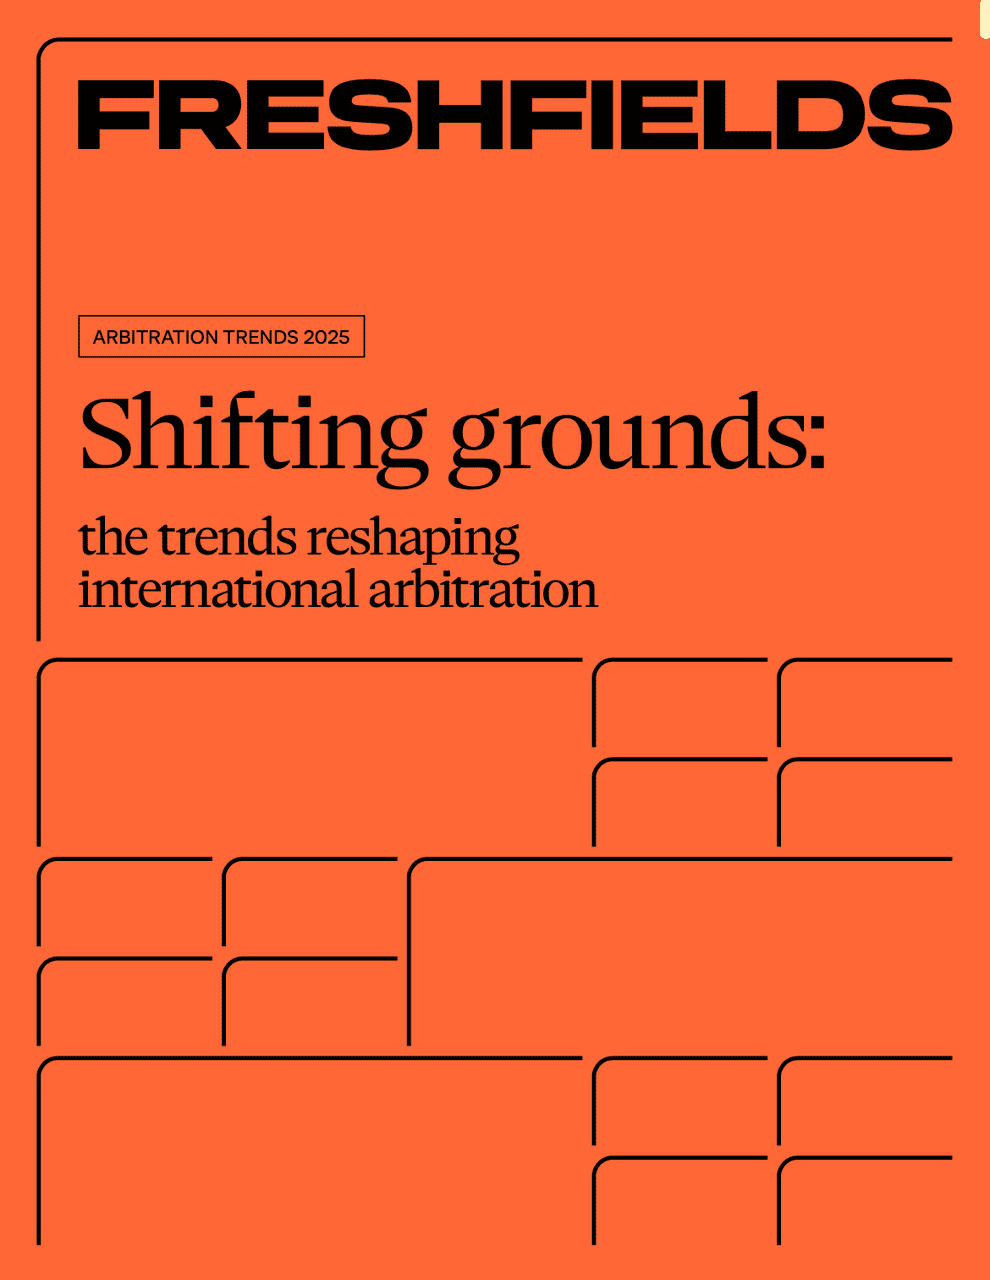 FRESHFIELDS
ARBITRATION TRENDS 2025
Shifting grounds:
the trends reshaping
international arbitration